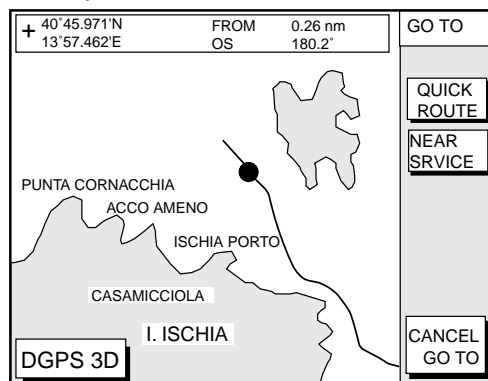 + 40°45.971'N FROM 0.26 nm
13°57.462'E OS 180.2°
GO TO
QUICK
ROUTE
NEAR
SRVICE
PUNTA CORNACCHIA
ACCO AMENO
ISCHIA PORTO
CASAMICCIOLA
I. ISCHIA
DGPS 3D
CANCEL
GO TO